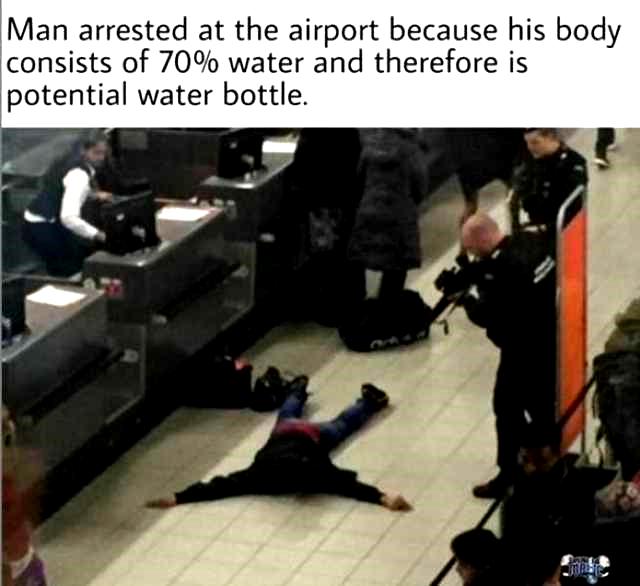 Man arrested at the airport because his body
consists of 70% water and therefore is
potential water bottle.